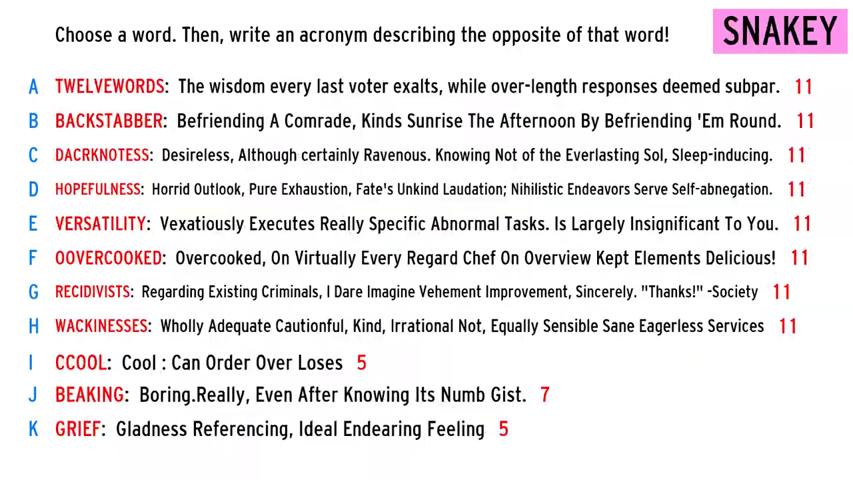 Choose a word. Then, write an acronym describing the opposite of that word!
SNAKEY
A TWELVEWORDS: The wisdom every last voter exalts, while over-length responses deemed subpar. 11
B BACKSTABBER: Befriending A Comrade, Kinds Sunrise The Afternoon By Befriending 'Em Round. 11
C DACRKNOTESS: Desireless, Although certainly Ravenous. Knowing Not of the Everlasting Sol, Sleep-inducing. 11
D HOPEFULNESS: Horrid Outlook, Pure Exhaustion, Fate's Unkind Laudation; Nihilistic Endeavors Serve Self-abnegation. 11
E VERSATILITY: Vexatiously Executes Really Specific Abnormal Tasks. Is Largely Insignificant To You. 11
F OOVERCOOKED: Overcooked, On Virtually Every Regard Chef On Overview Kept Elements Delicious! 11
G RECIDIVISTS: Regarding Existing Criminals, I Dare Imagine Vehement Improvement, Sincerely. "Thanks!" -Society 11
H WACKINESSES: Wholly Adequate Cautionful, Kind, Irrational Not, Equally Sensible Sane Eagerless Services 11
I CCOOL: Cool : Can Order Over Loses 5
J BEAKING: Boring.Really, Even After Knowing Its Numb Gist. 7
K GRIEF: Gladness Referencing, Ideal Endearing Feeling 5